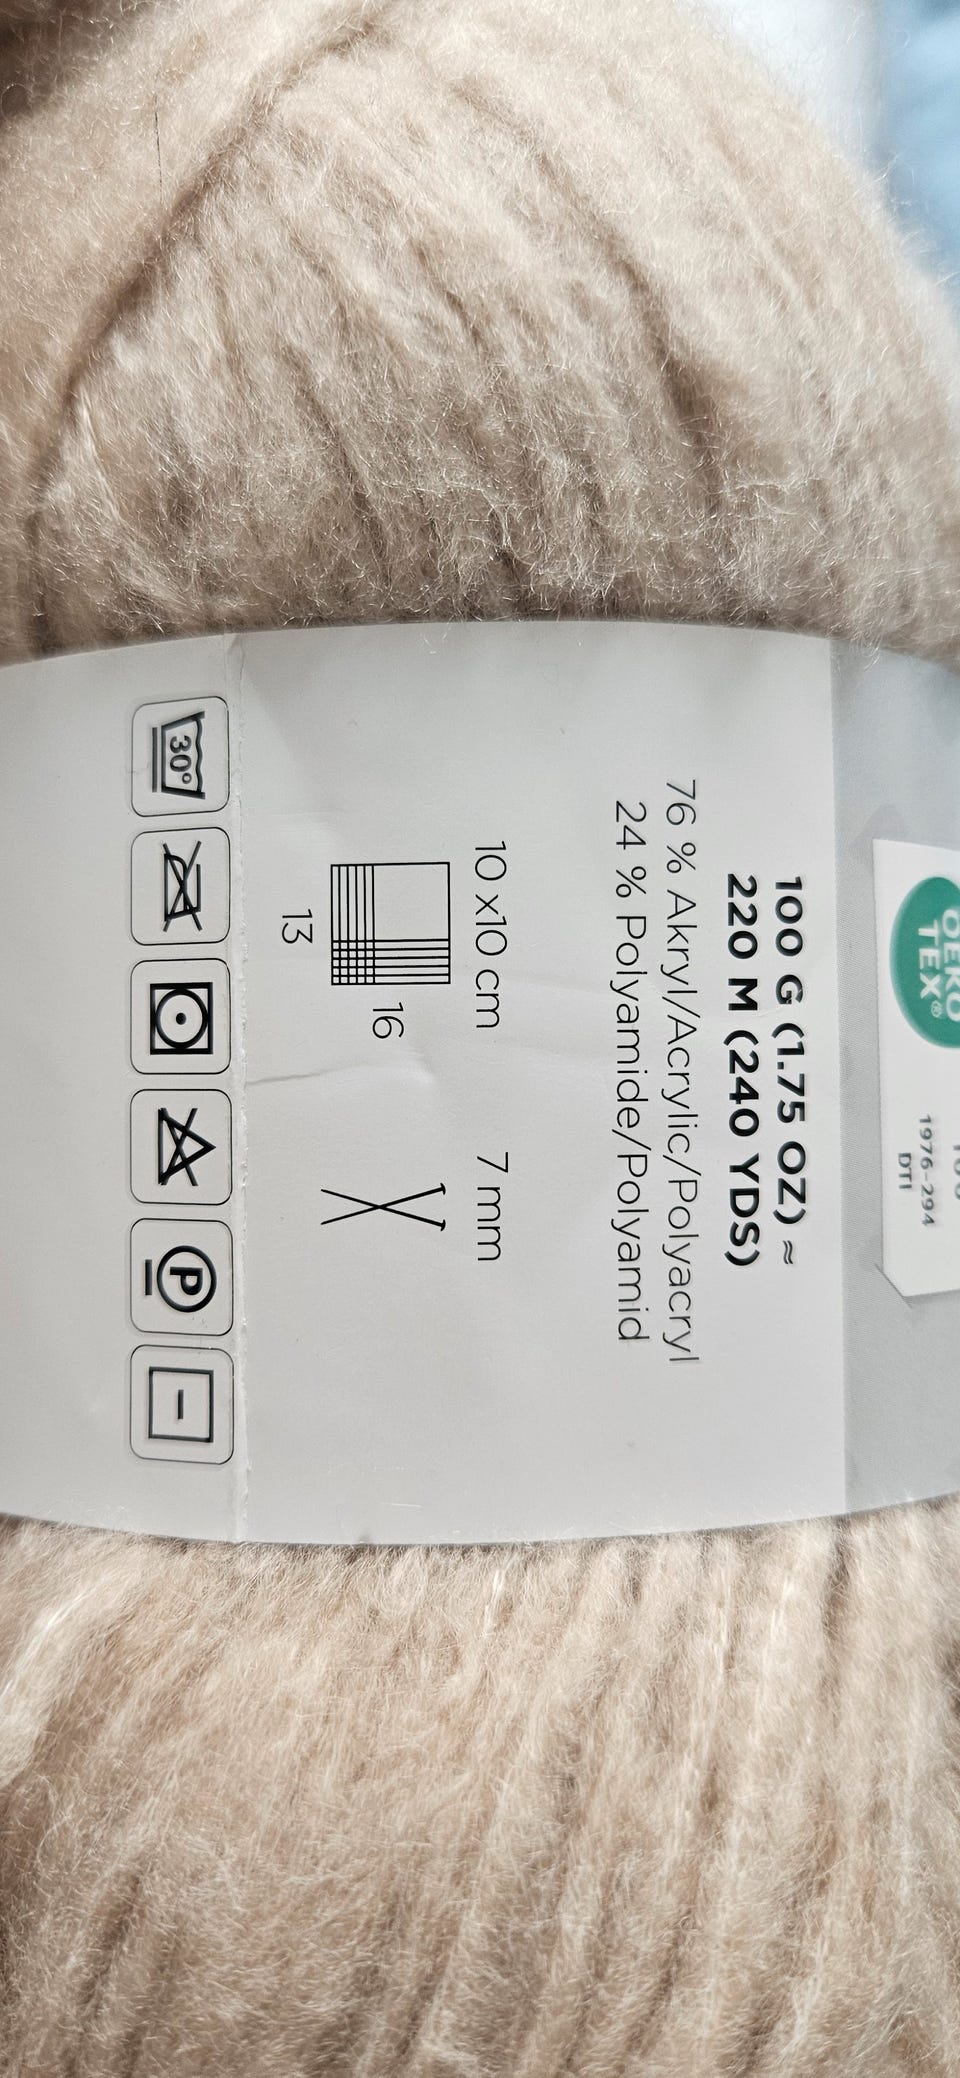 OEKO
TEX®
1976-294
DTI
100 G (1.75 OZ) ≈
220 M (240 YDS)
76 % Akryl/Acrylic/Polyacryl
24 % Polyamide/Polyamid
10 x10 cm
7 mm
16
13
30°
P